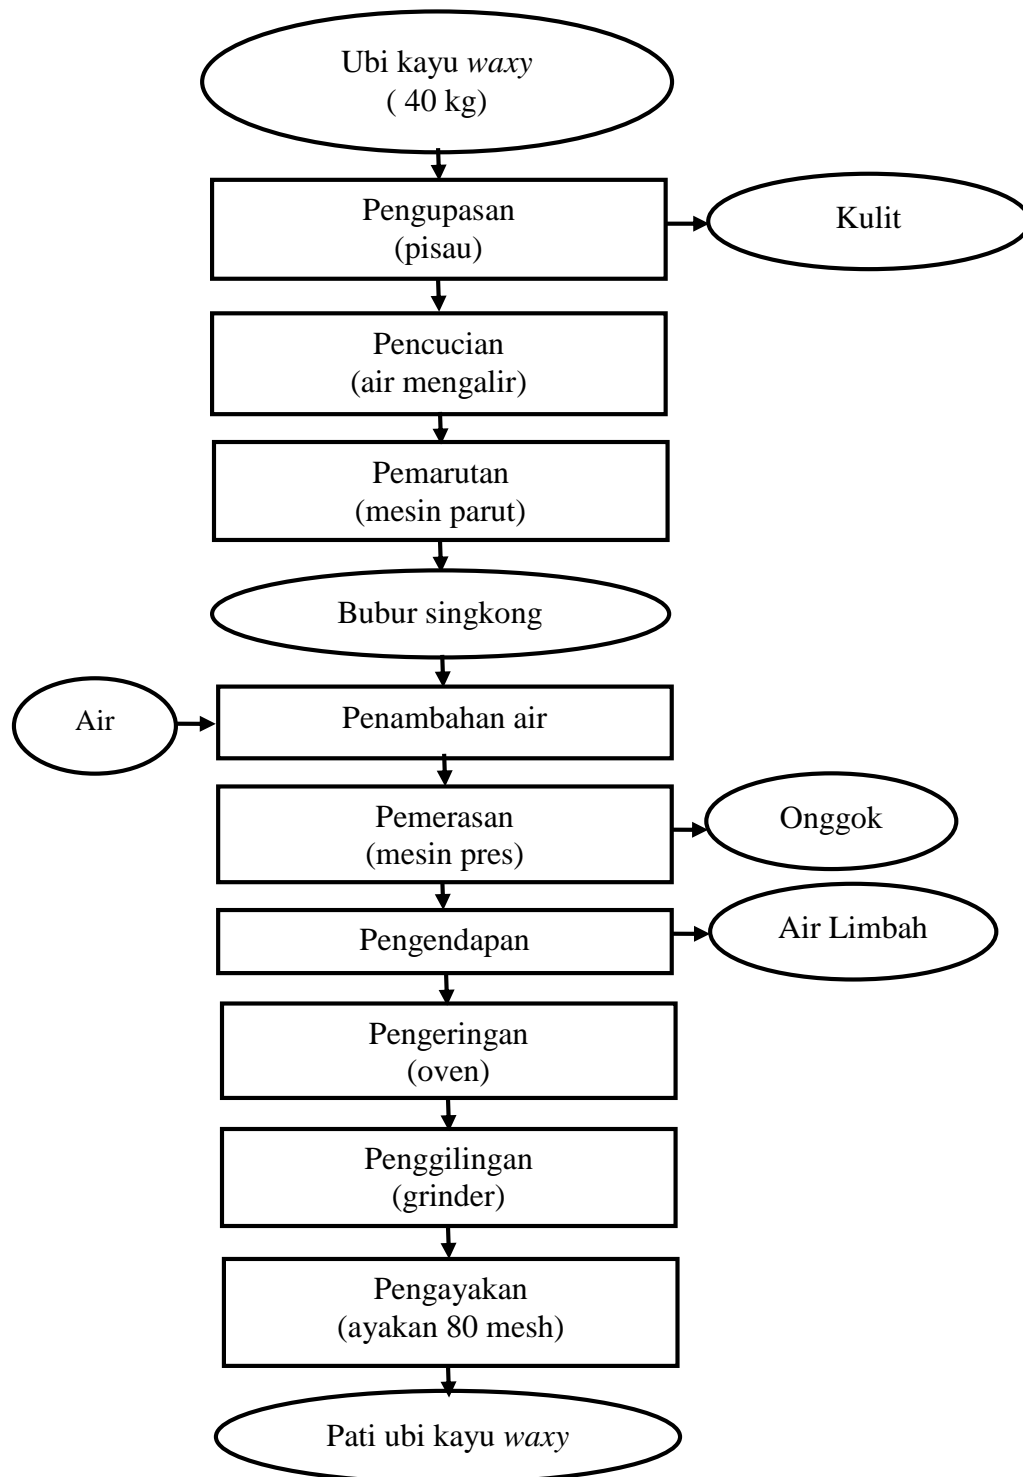 Ubi kayu waxy
( 40 kg)
Pengupasan
(pisau)
Kulit
Pencucian
(air mengalir)
Pemarutan
(mesin parut)
Bubur singkong
Air
Penambahan air
Pemerasan
(mesin pres)
Onggok
Pengendapan
Air Limbah
Pengeringan
(oven)
Penggilingan
(grinder)
Pengayakan
(ayakan 80 mesh)
Pati ubi kayu waxy